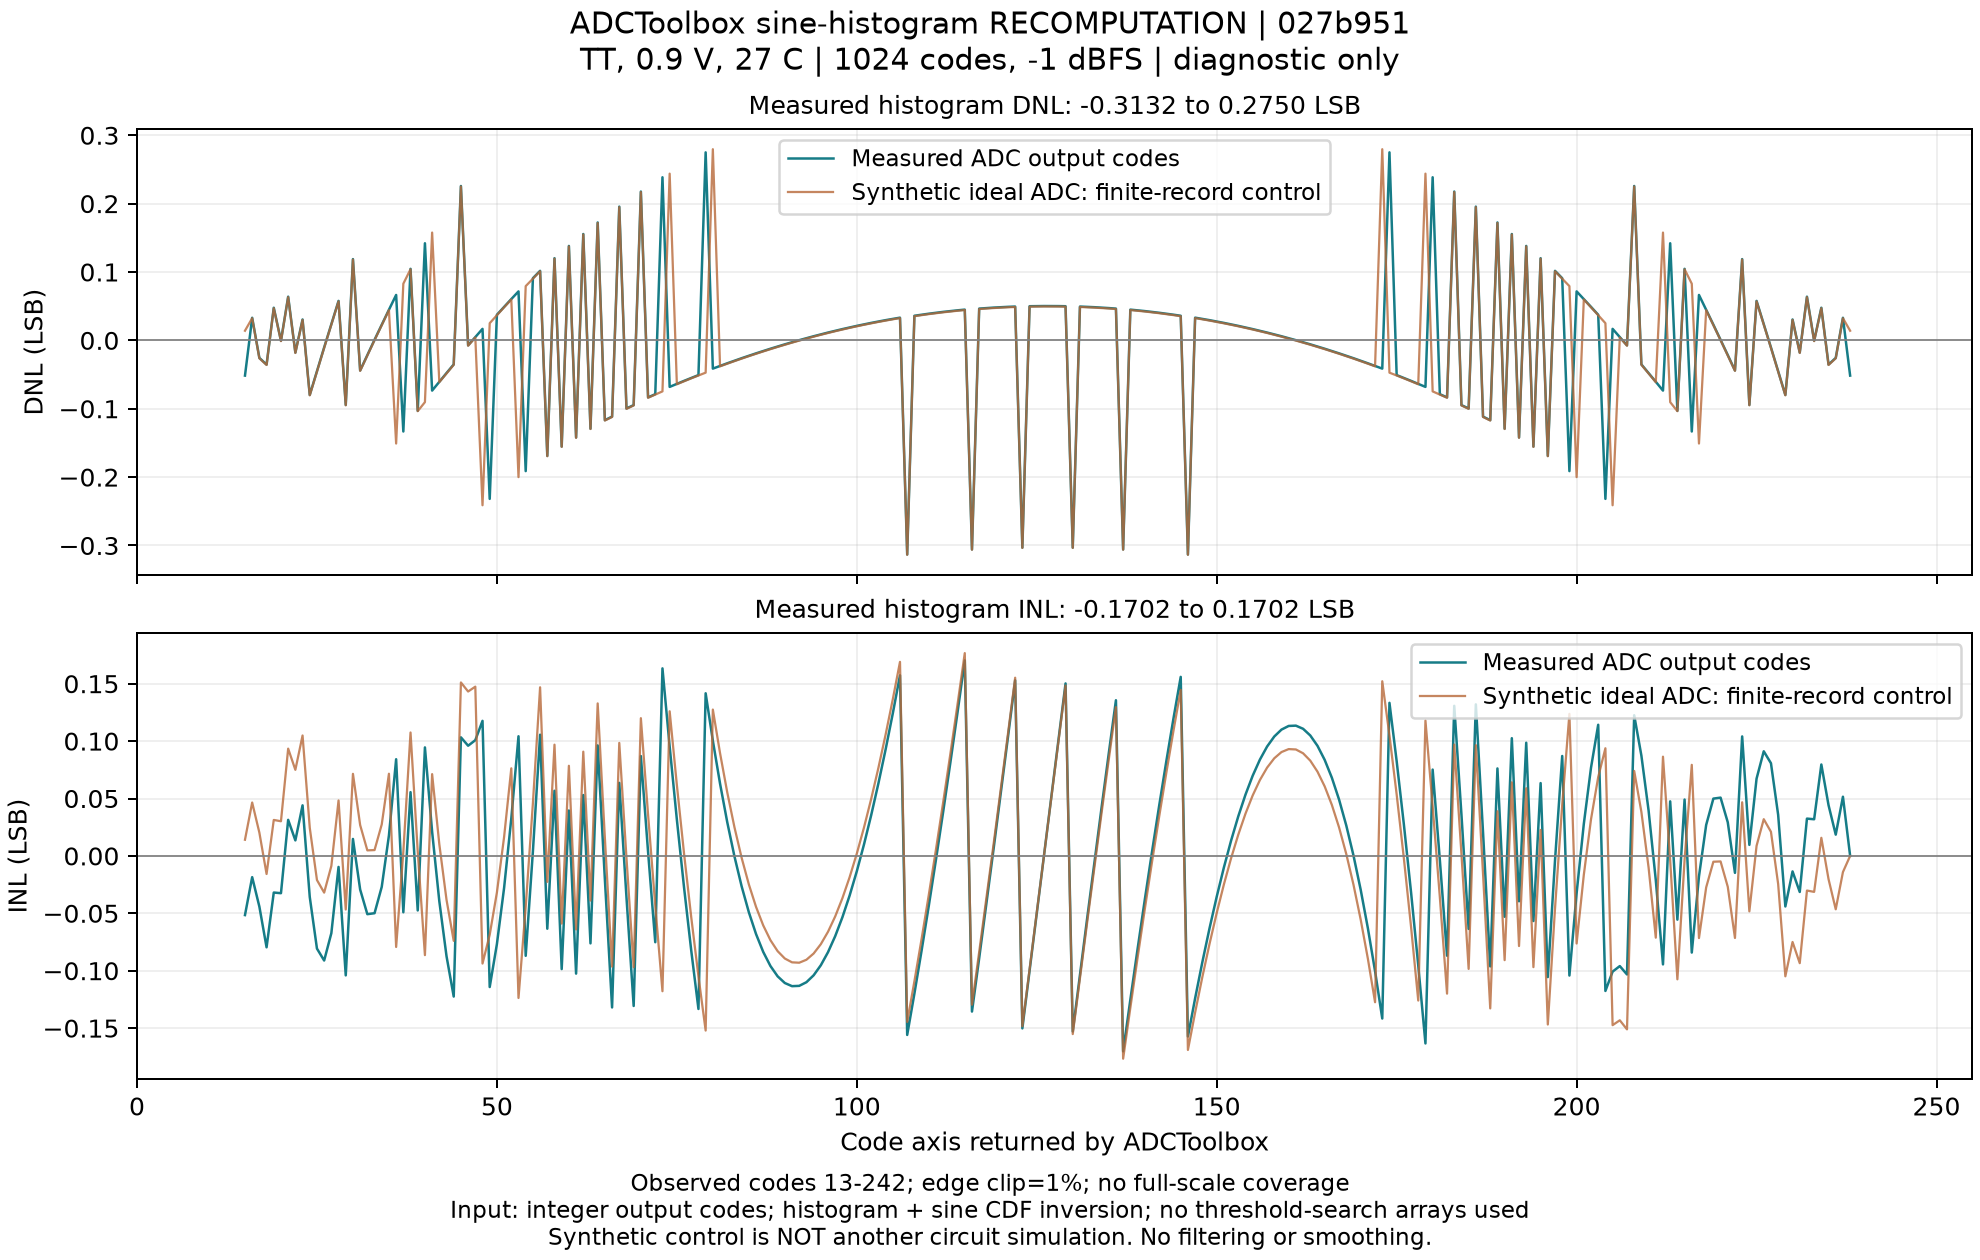 ADCToolbox sine-histogram RECOMPUTATION | 027b951
TT, 0.9 V, 27 C | 1024 codes, -1 dBFS | diagnostic only
Measured histogram DNL: -0.3132 to 0.2750 LSB
Measured ADC output codes
Synthetic ideal ADC: finite-record control
DNL (LSB)
0.3
0.2
0.1
0.0
−0.1
−0.2
−0.3
Measured histogram INL: -0.1702 to 0.1702 LSB
Measured ADC output codes
Synthetic ideal ADC: finite-record control
INL (LSB)
0.15
0.10
0.05
0.00
−0.05
−0.10
−0.15
0 50 100 150 200 250
Code axis returned by ADCToolbox
Observed codes 13-242; edge clip=1%; no full-scale coverage
Input: integer output codes; histogram + sine CDF inversion; no threshold-search arrays used
Synthetic control is NOT another circuit simulation. No filtering or smoothing.